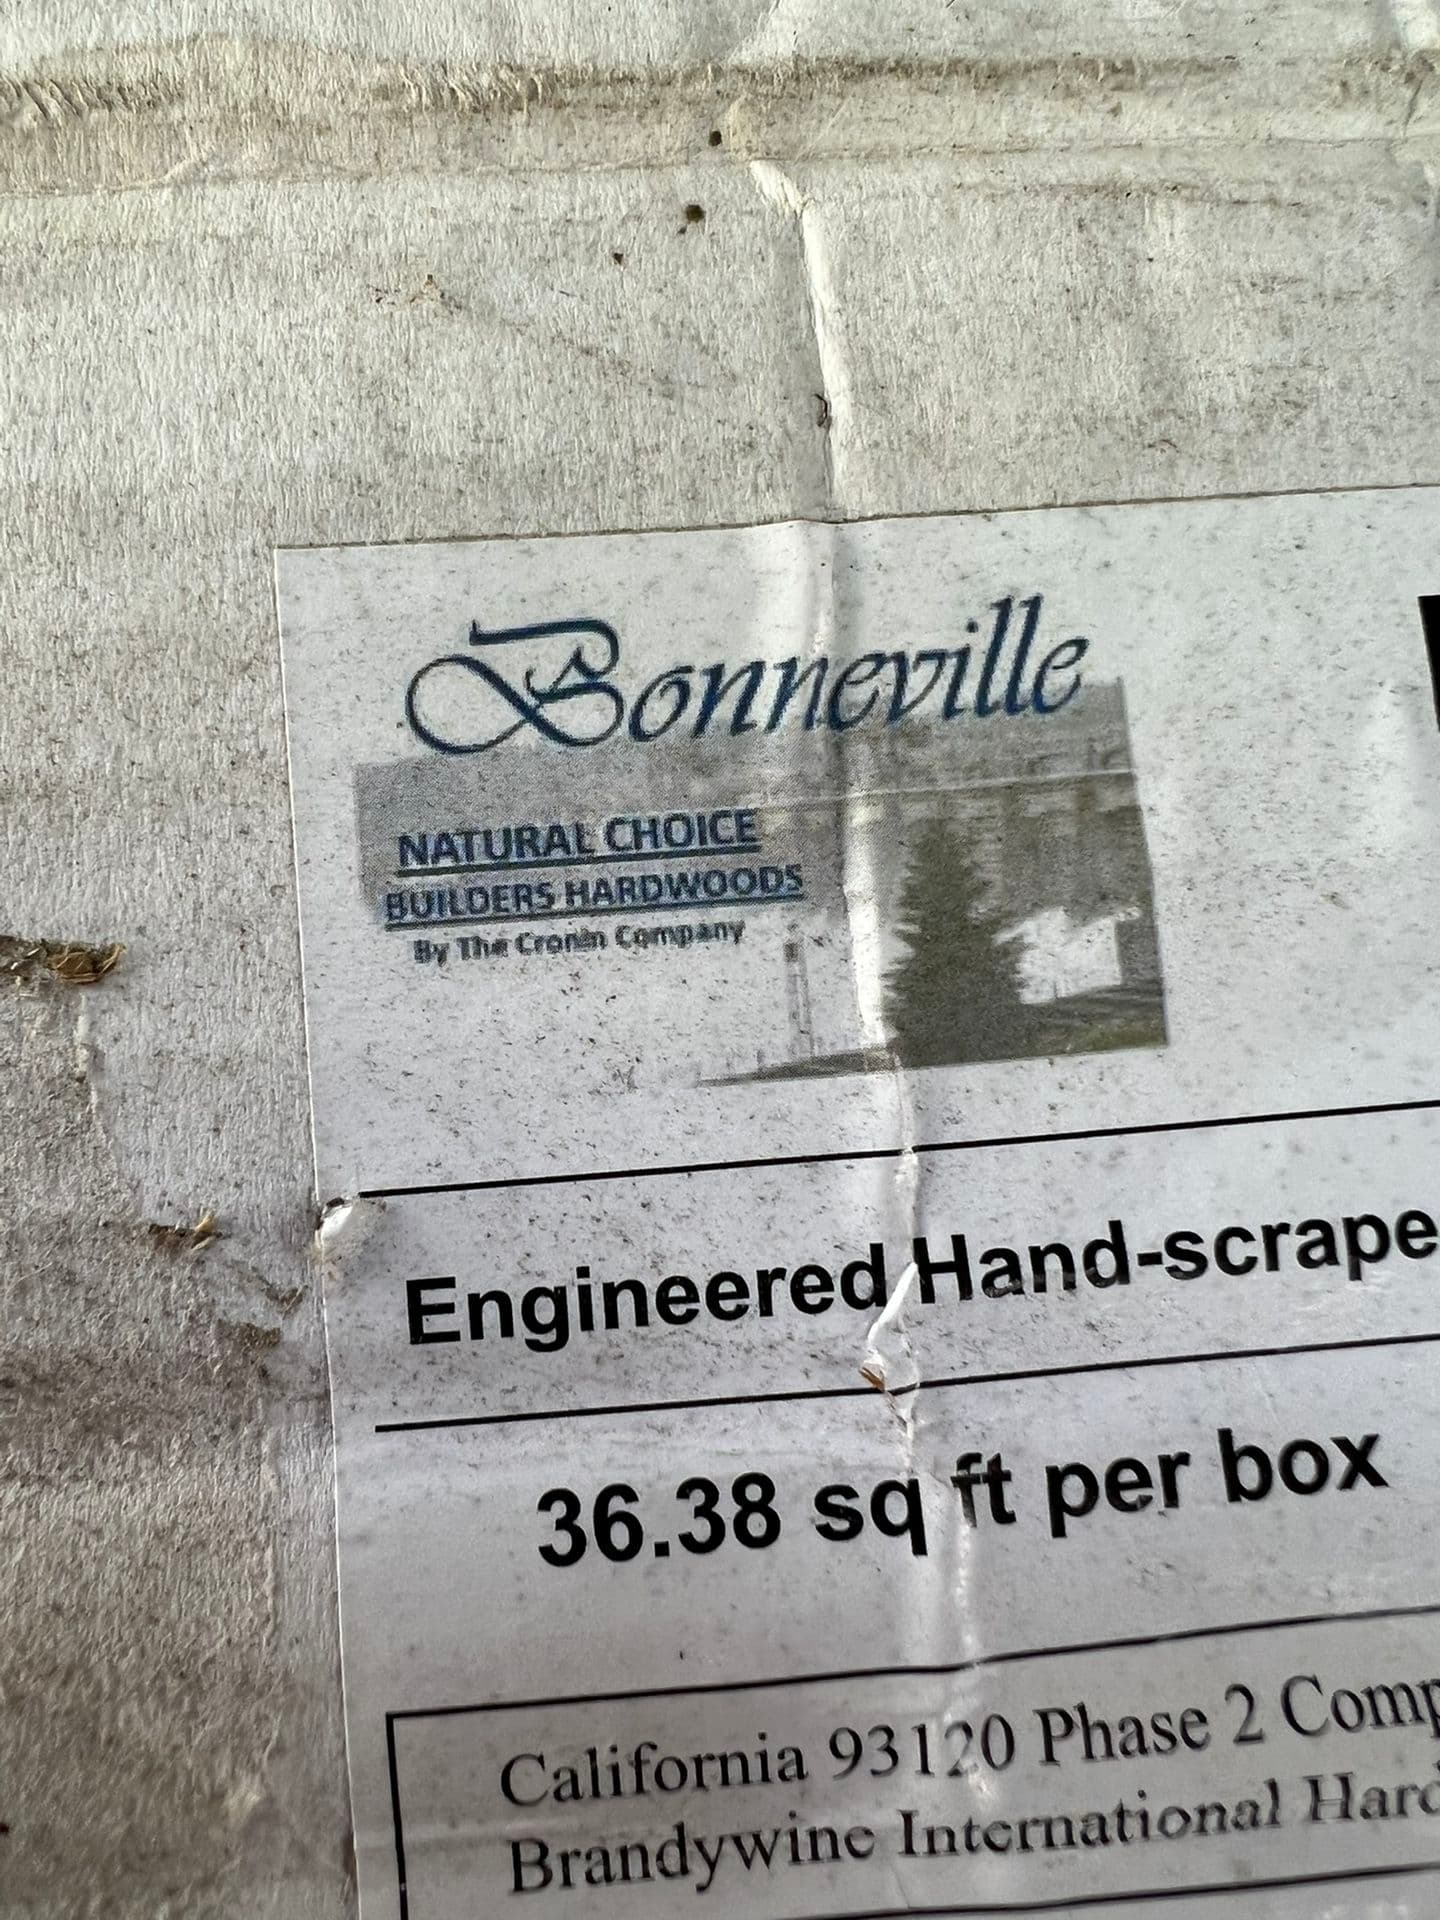 Bonneville
NATURAL CHOICE
BUILDERS HARDWOODS
By The Cronin Company
Engineered Hand-scrape
36.38 sq ft per box
California 93120 Phase 2 Comp
Brandywine International Hard